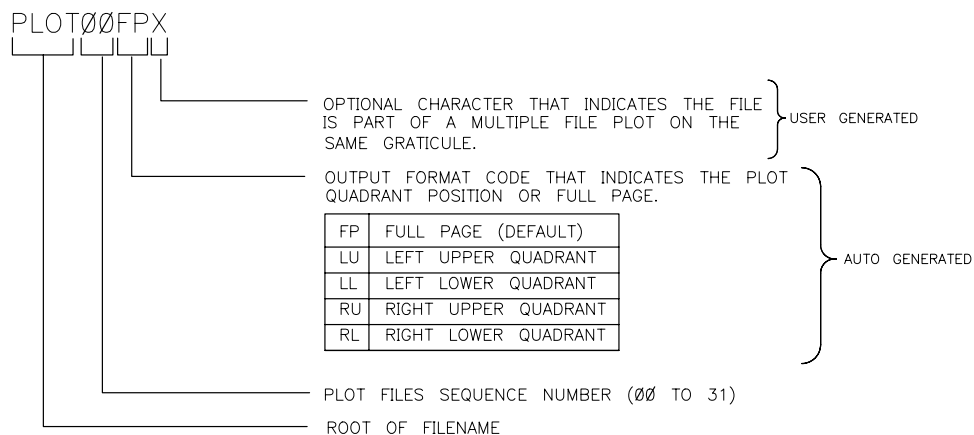 PLOTØØFPX
OPTIONAL CHARACTER THAT INDICATES THE FILE
IS PART OF A MULTIPLE FILE PLOT ON THE
SAME GRATICULE.
USER GENERATED
OUTPUT FORMAT CODE THAT INDICATES THE PLOT
QUADRANT POSITION OR FULL PAGE.
FP FULL PAGE (DEFAULT)
LU LEFT UPPER QUADRANT
LL LEFT LOWER QUADRANT
RU RIGHT UPPER QUADRANT
RL RIGHT LOWER QUADRANT
AUTO GENERATED
PLOT FILES SEQUENCE NUMBER (ØØ TO 31)
ROOT OF FILENAME